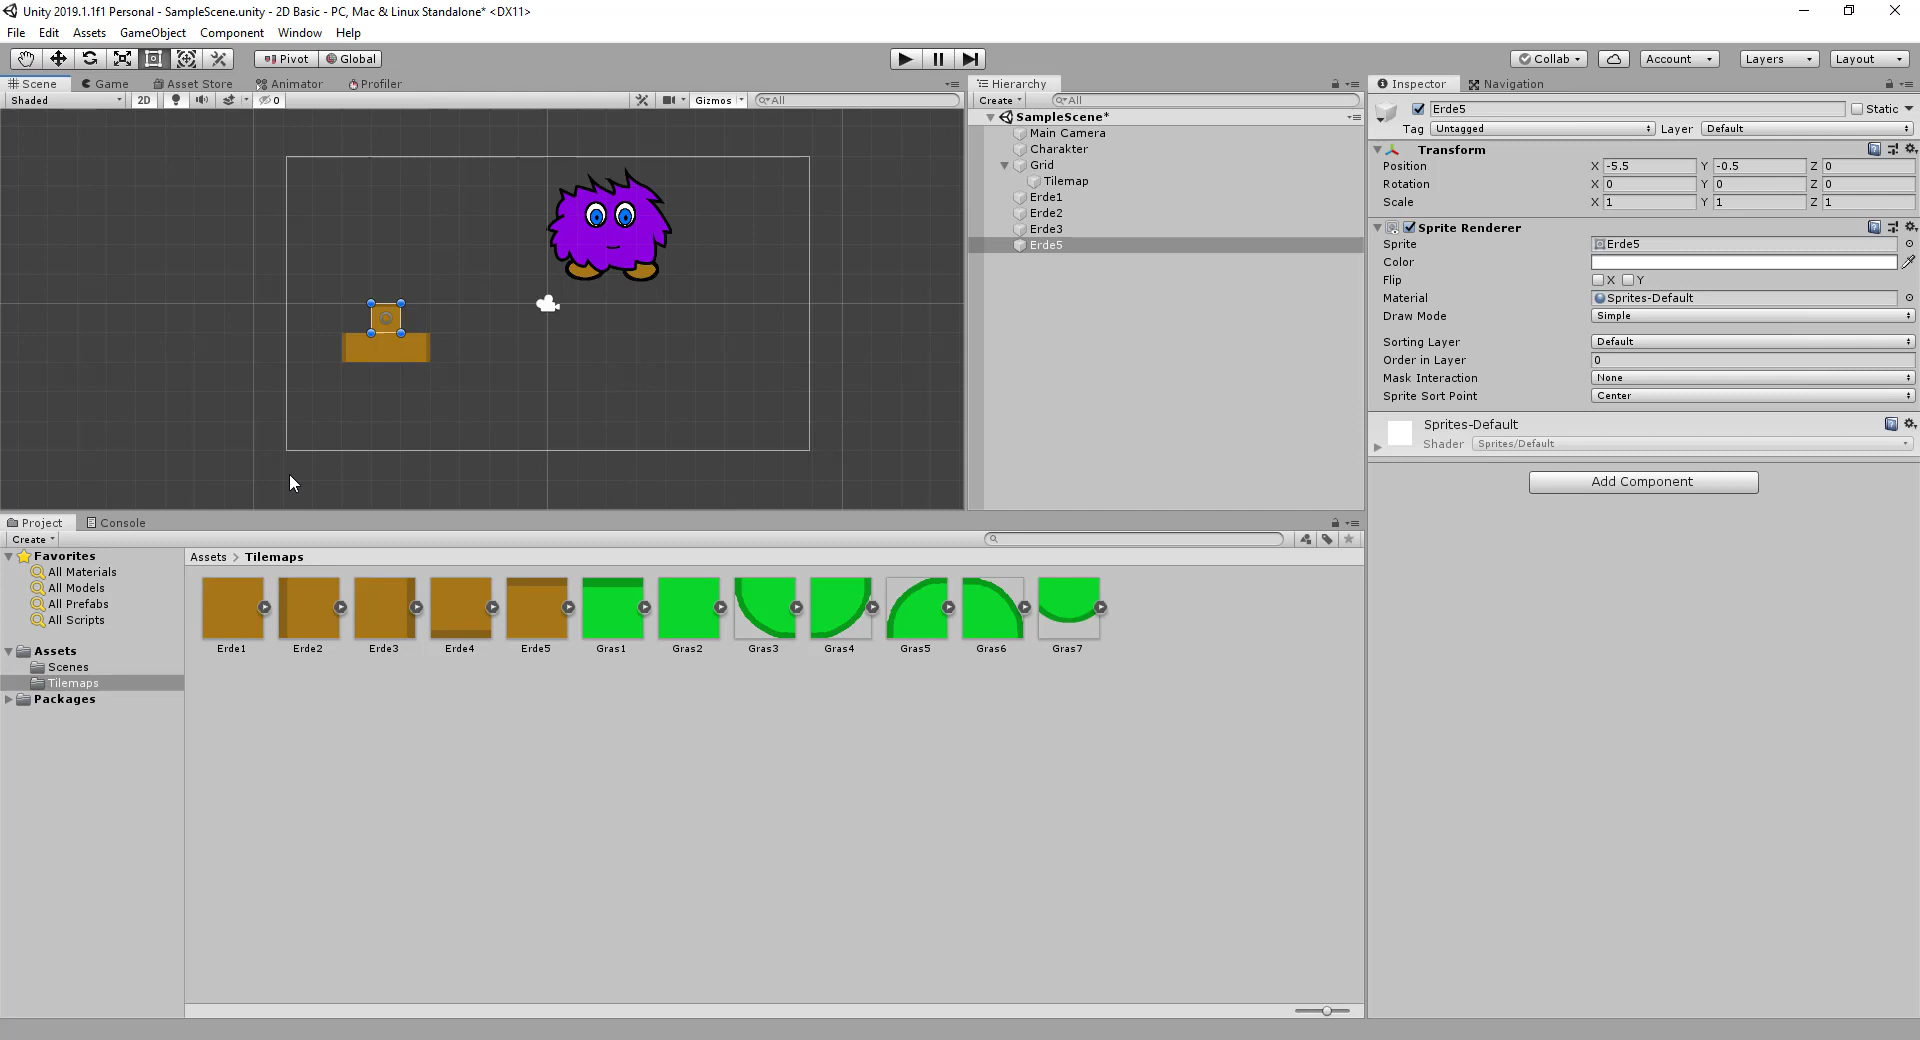 Unity 2019.1.1f1 Personal - SampleScene.unity - 2D Basic - PC, Mac & Linux Standalone* <DX11>
File Edit Assets GameObject Component Window Help
Pivot Global Collab Account Layers Layout
Scene Game Asset Store Animator Profiler
Shaded 2D 0 Gizmos All
Hierarchy
Create All
SampleScene*
Main Camera
Charakter
Grid
Tilemap
Erde1
Erde2
Erde3
Erde5
Inspector Navigation
Erde5 Static
Tag Untagged Layer Default
Transform
Position X -5.5 Y -0.5 Z 0
Rotation X 0 Y 0 Z 0
Scale X 1 Y 1 Z 1
Sprite Renderer
Sprite Erde5
Color
Flip X Y
Material Sprites-Default
Draw Mode Simple
Sorting Layer Default
Order in Layer 0
Mask Interaction None
Sprite Sort Point Center
Sprites-Default
Shader Sprites/Default
Add Component
Project Console
Create
Favorites
All Materials
All Models
All Prefabs
All Scripts
Assets
Scenes
Tilemaps
Packages
Assets > Tilemaps
Erde1 Erde2 Erde3 Erde4 Erde5 Gras1 Gras2 Gras3 Gras4 Gras5 Gras6 Gras7